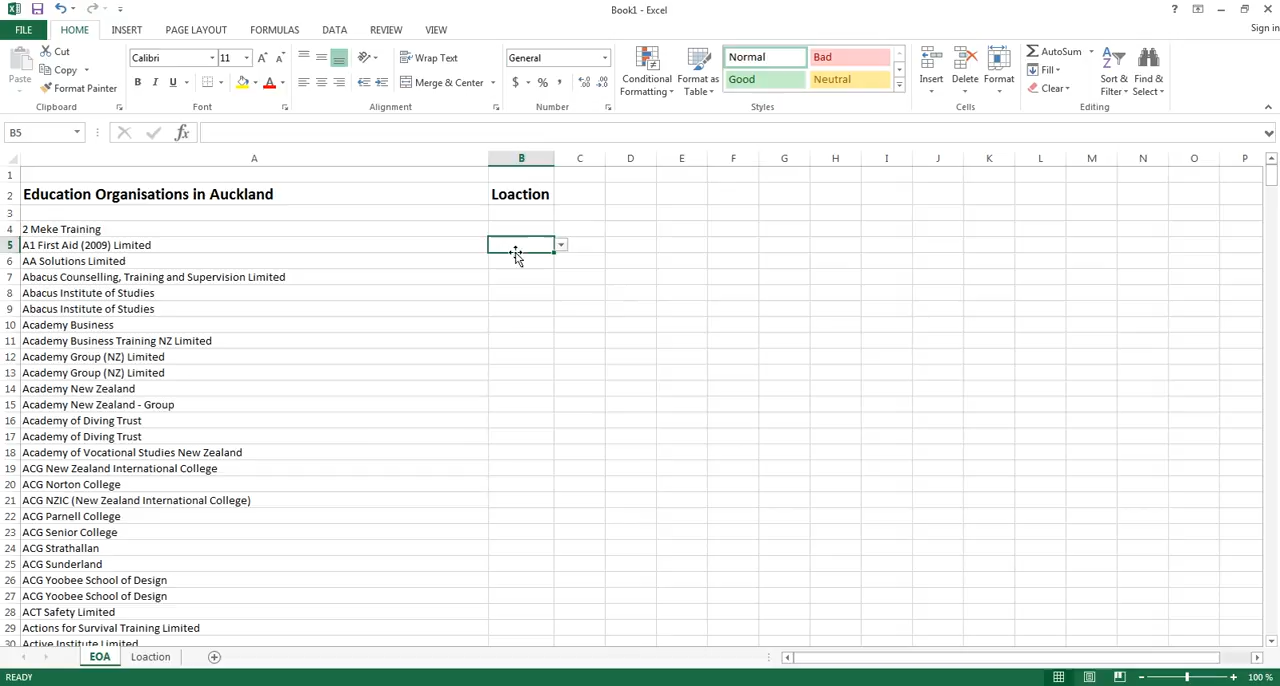 Book1 - Excel
Sign in
FILE HOME INSERT PAGE LAYOUT FORMULAS DATA REVIEW VIEW
Paste
Cut
Copy
Format Painter
Clipboard
Calibri 11
B I U
Font
Wrap Text
Merge & Center
Alignment
General
$ % ,
Number
Conditional Formatting
Format as Table
Normal Bad
Good Neutral
Styles
Insert Delete Format
Cells
AutoSum
Fill
Clear
Sort & Filter
Find & Select
Editing
B5 fx
A B C D E F G H I J K L M N O P
1
2 Education Organisations in Auckland Loaction
3
4 2 Meke Training
5 A1 First Aid (2009) Limited
6 AA Solutions Limited
7 Abacus Counselling, Training and Supervision Limited
8 Abacus Institute of Studies
9 Abacus Institute of Studies
10 Academy Business
11 Academy Business Training NZ Limited
12 Academy Group (NZ) Limited
13 Academy Group (NZ) Limited
14 Academy New Zealand
15 Academy New Zealand - Group
16 Academy of Diving Trust
17 Academy of Diving Trust
18 Academy of Vocational Studies New Zealand
19 ACG New Zealand International College
20 ACG Norton College
21 ACG NZIC (New Zealand International College)
22 ACG Parnell College
23 ACG Senior College
24 ACG Strathallan
25 ACG Sunderland
26 ACG Yoobee School of Design
27 ACG Yoobee School of Design
28 ACT Safety Limited
29 Actions for Survival Training Limited
30 Active Institute Limited
EOA Loaction
READY 100 %